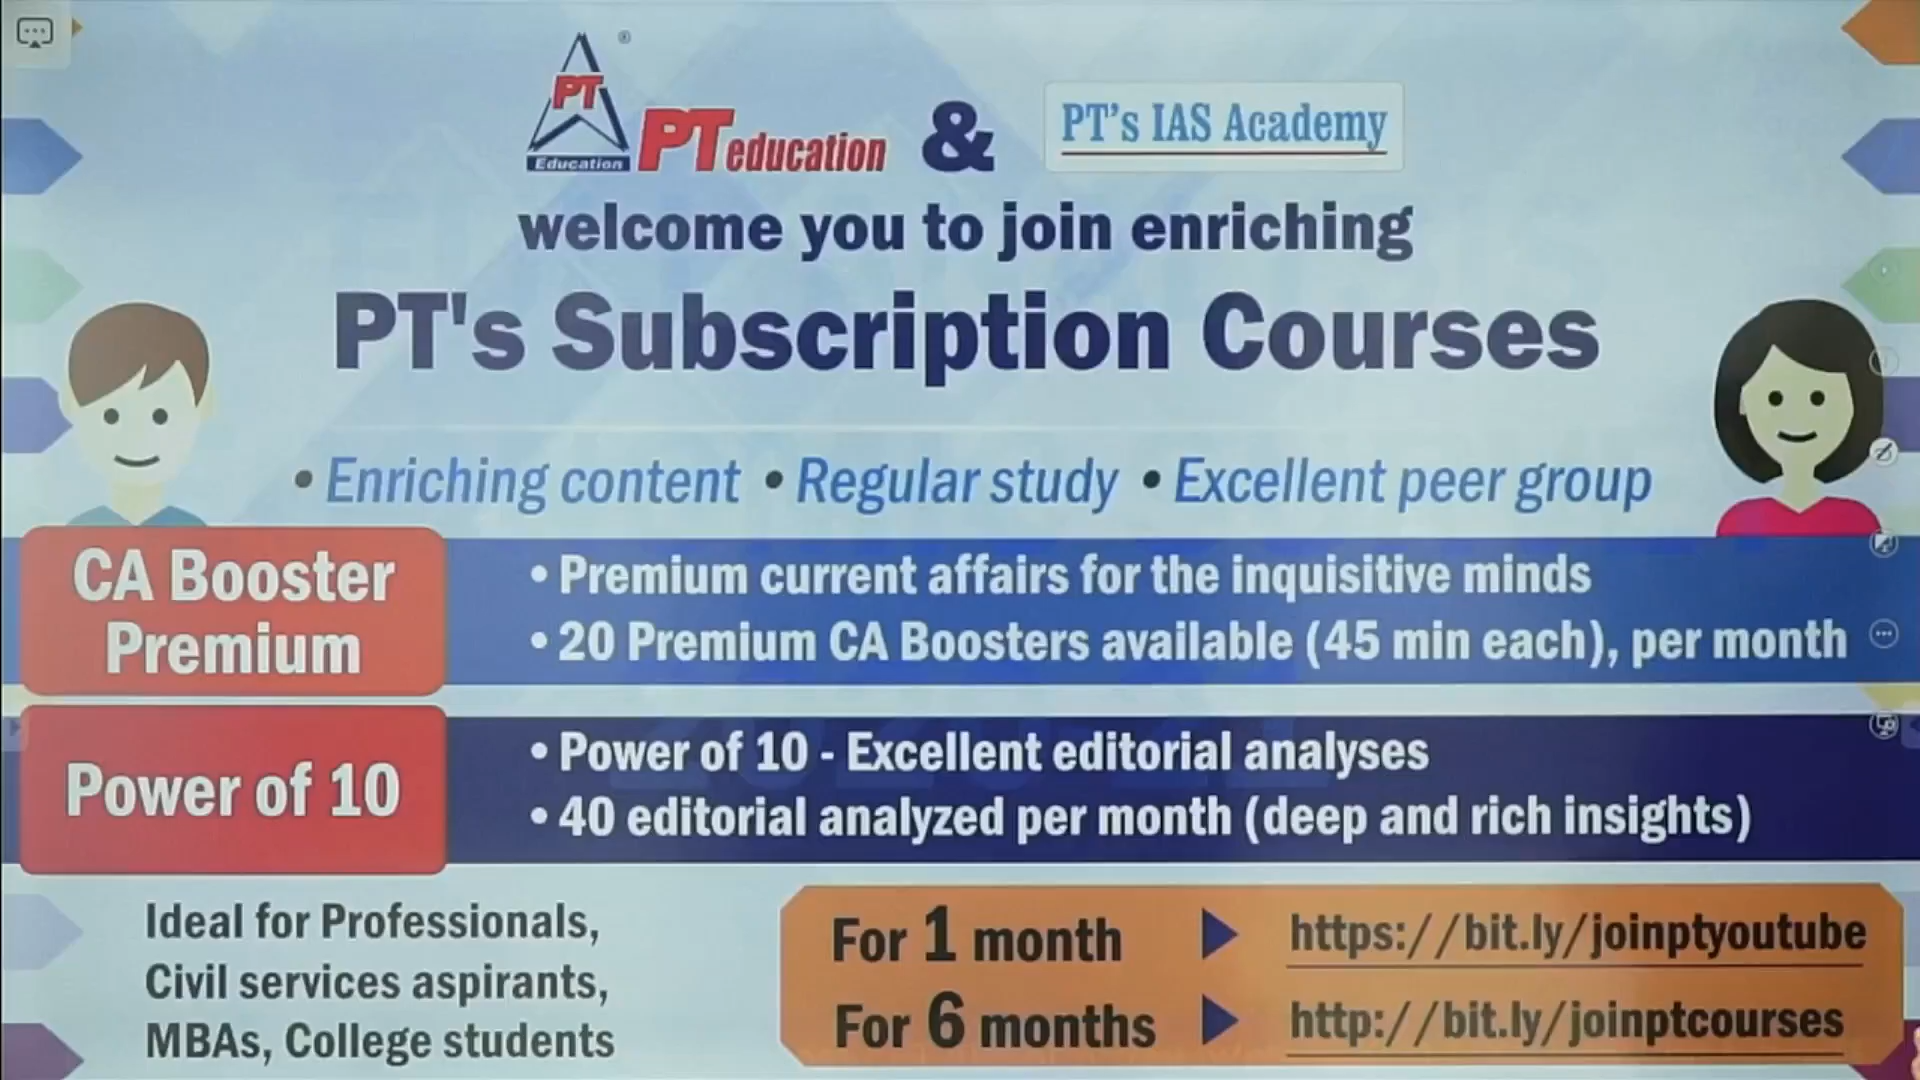 PT
Education
®
PT education & PT's IAS Academy
welcome you to join enriching
PT's Subscription Courses
• Enriching content • Regular study • Excellent peer group
CA Booster
Premium
• Premium current affairs for the inquisitive minds
• 20 Premium CA Boosters available (45 min each), per month
Power of 10
• Power of 10 - Excellent editorial analyses
• 40 editorial analyzed per month (deep and rich insights)
Ideal for Professionals,
Civil services aspirants,
MBAs, College students
For 1 month https://bit.ly/joinptyoutube
For 6 months http://bit.ly/joinptcourses